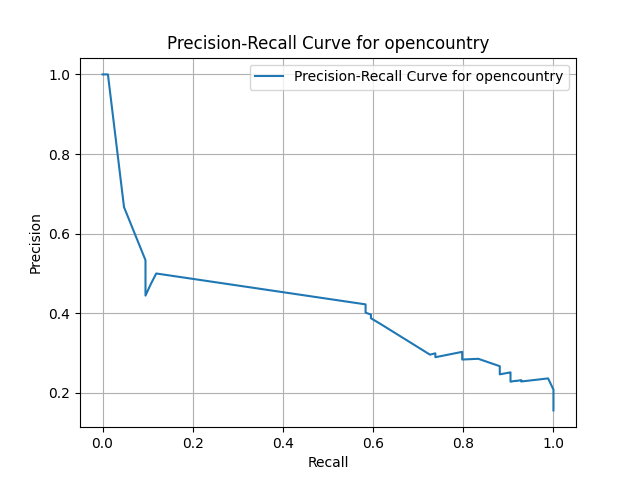 Precision-Recall Curve for opencountry
Precision-Recall Curve for opencountry
1.0
0.8
0.6
0.4
0.2
Precision
0.0 0.2 0.4 0.6 0.8 1.0
Recall